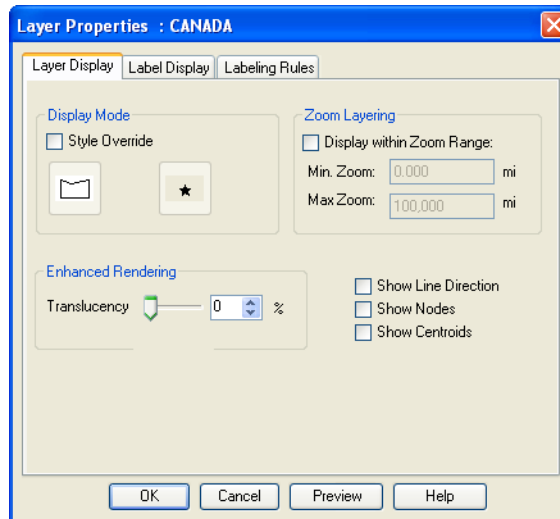 Layer Properties : CANADA
Layer Display Label Display Labeling Rules
Display Mode
Style Override
Zoom Layering
Display within Zoom Range:
Min. Zoom: 0.000 mi
Max Zoom: 100,000 mi
Enhanced Rendering
Translucency 0 %
Show Line Direction
Show Nodes
Show Centroids
OK Cancel Preview Help